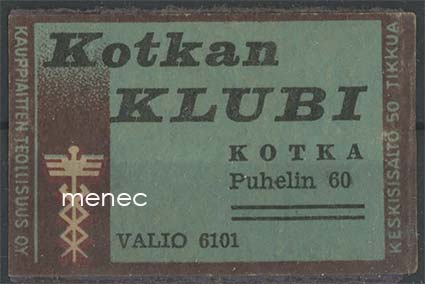 KAUPPIAITTEN TEOLLISUUS OY
Kotkan
KLUBI
KOTKA
Puhelin 60
VALIO 6101
KESKISISÄLTÖ 50 TIKKUA
menec